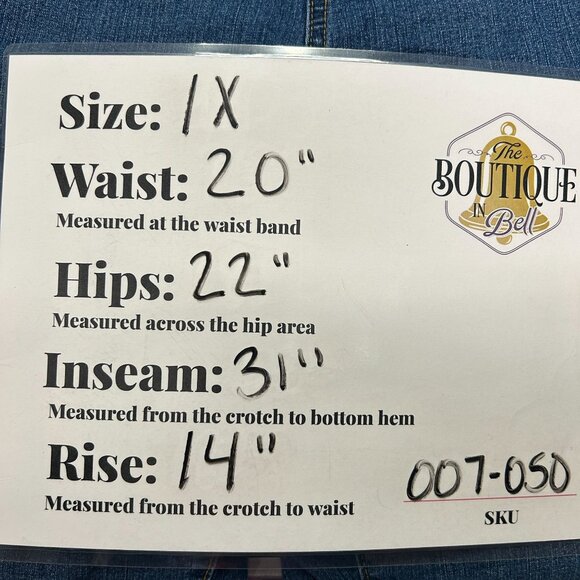 Size: 1X
Waist: 20"
Measured at the waist band
Hips: 22"
Measured across the hip area
Inseam: 31"
Measured from the crotch to bottom hem
Rise: 14"
Measured from the crotch to waist
The
BOUTIQUE
IN
Bell
007-050
SKU